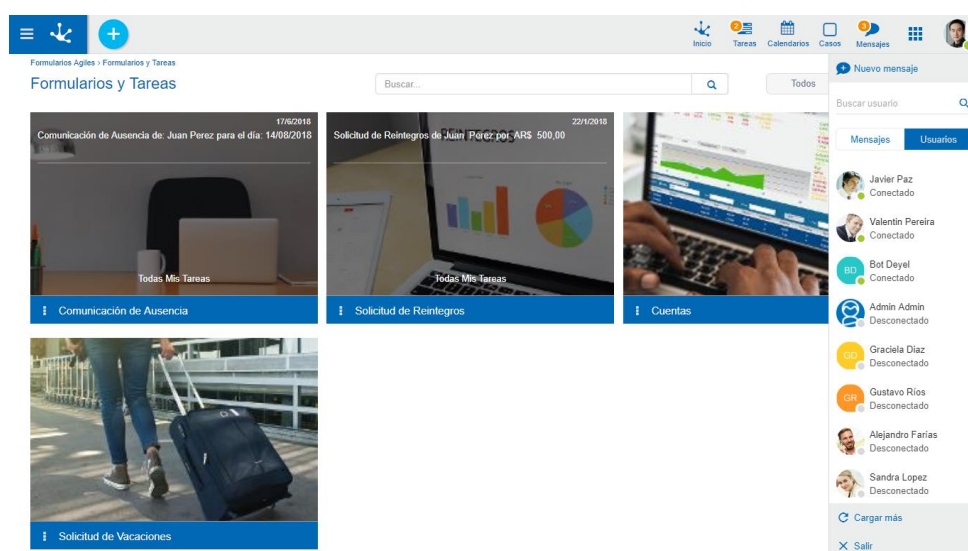 Inicio
2
Tareas
Calendarios
Casos
3
Mensajes
Formularios Agiles › Formularios y Tareas
Formularios y Tareas
Buscar...
Todos
Nuevo mensaje
Buscar usuario
Mensajes
Usuarios
17/6/2018
Comunicación de Ausencia de: Juan Perez para el día: 14/08/2018
Todas Mis Tareas
Comunicación de Ausencia
22/1/2018
Solicitud de Reintegros de Juan Perez por: AR$ 500,00
REINTEGROS
Todas Mis Tareas
Solicitud de Reintegros
Cuentas
Solicitud de Vacaciones
Javier Paz
Conectado
Valentín Pereira
Conectado
BD
Bot Deyel
Conectado
Admin Admin
Desconectado
GD
Graciela Diaz
Desconectado
GR
Gustavo Ríos
Desconectado
Alejandro Farías
Desconectado
Sandra Lopez
Desconectado
Cargar más
Salir